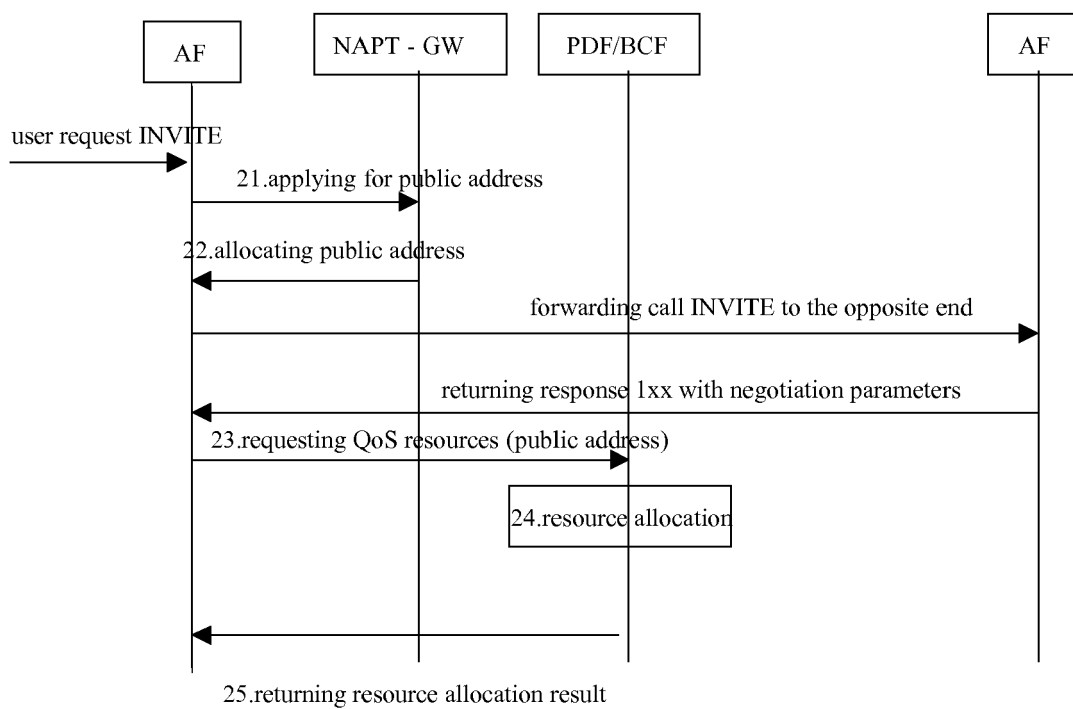 AF
NAPT - GW
PDF/BCF
AF
user request INVITE
21.applying for public address
22.allocating public address
forwarding call INVITE to the opposite end
returning response 1xx with negotiation parameters
23.requesting QoS resources (public address)
24.resource allocation
25.returning resource allocation result